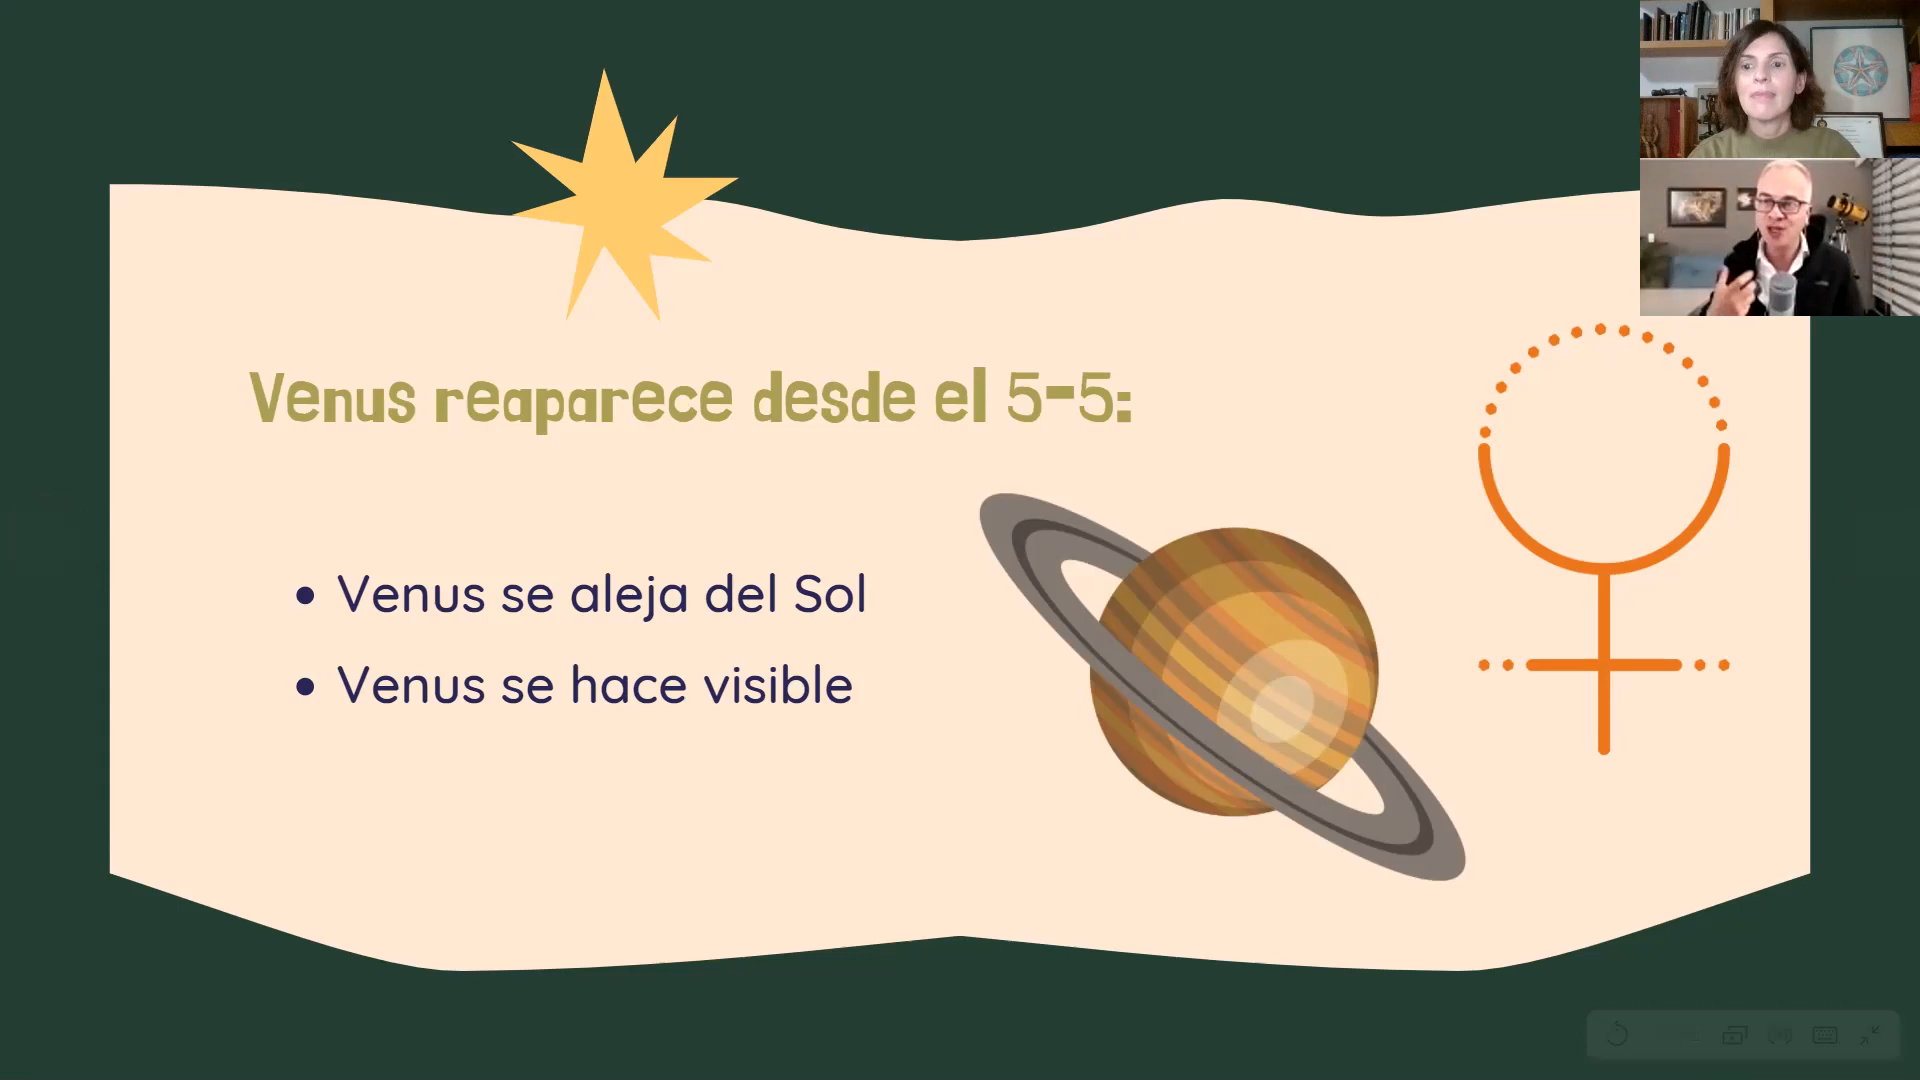 Venus reaparece desde el 5-5:
• Venus se aleja del Sol
• Venus se hace visible